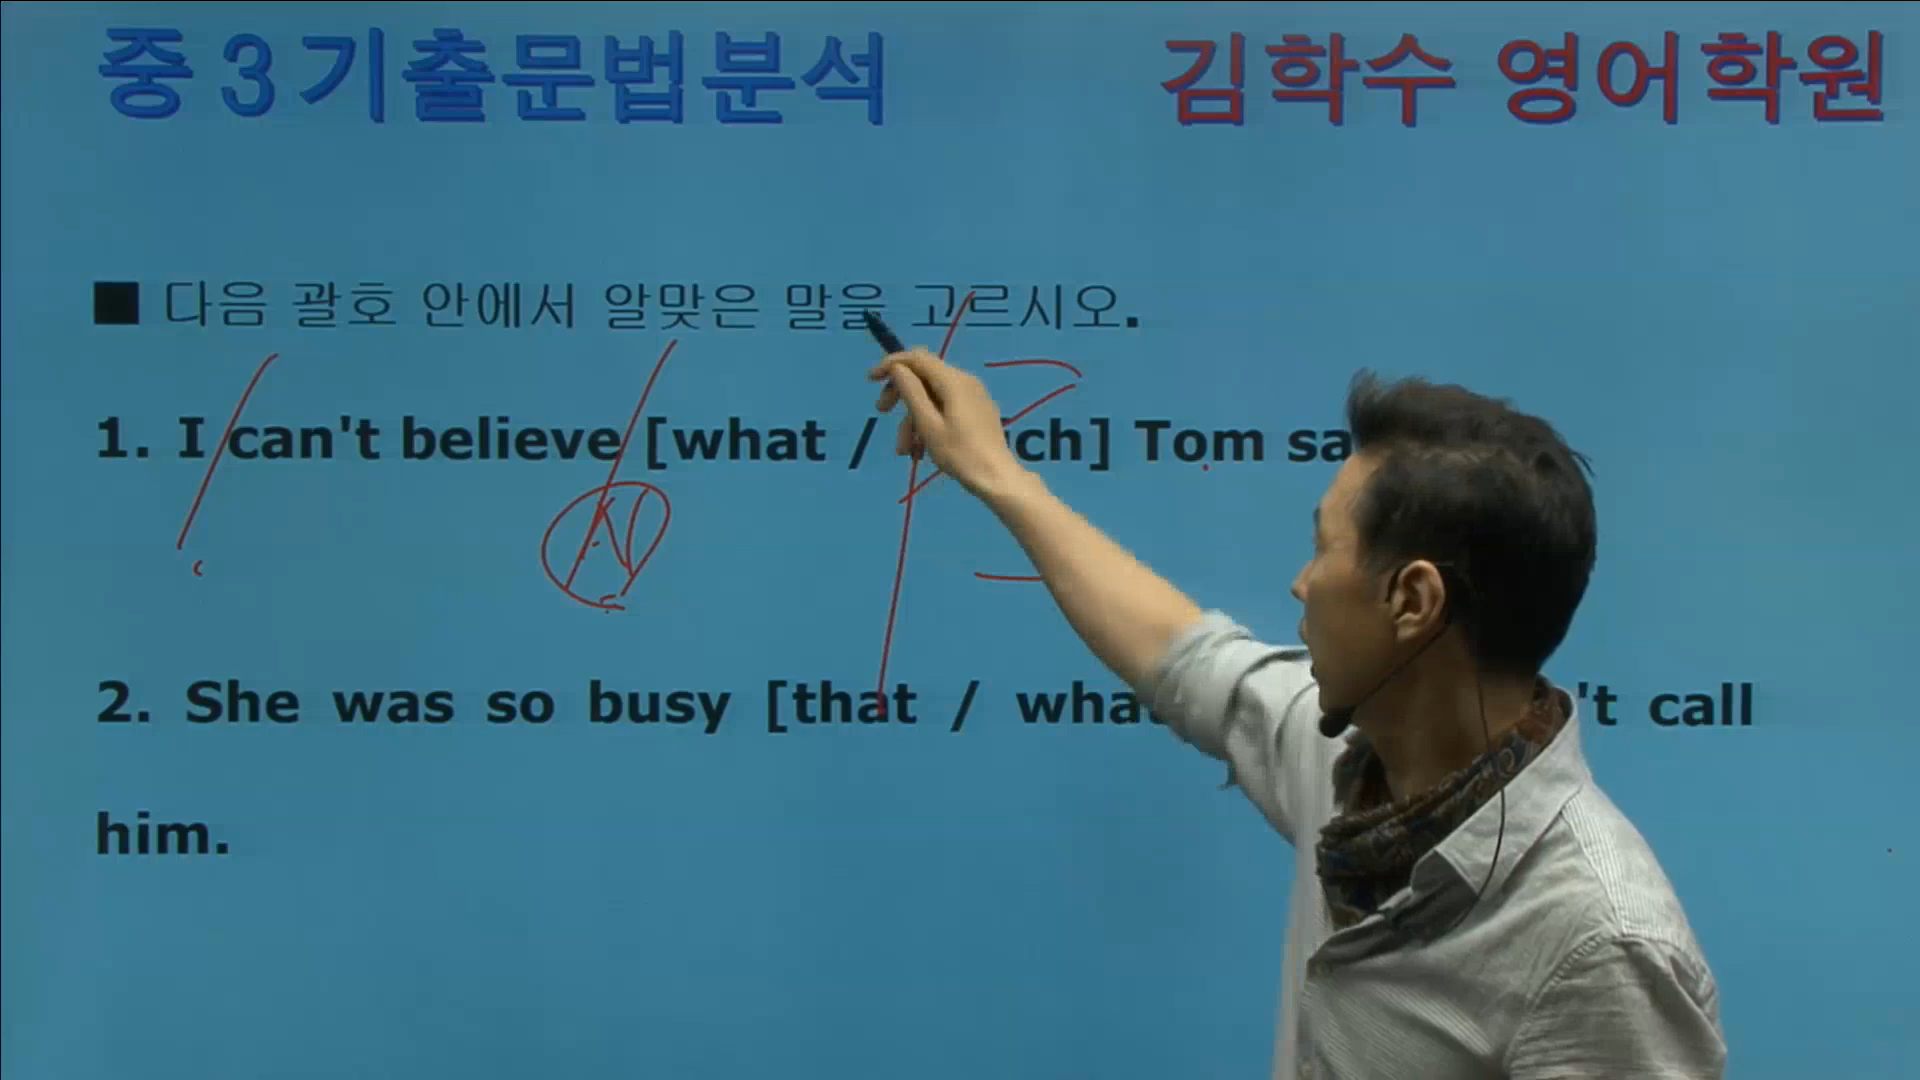 중3기출문법분석 김학수 영어학원
■ 다음 괄호 안에서 알맞은 말을 고르시오.
1. I can't believe [what / ich] Tom sa
N
2. She was so busy [that / what 't call
him.